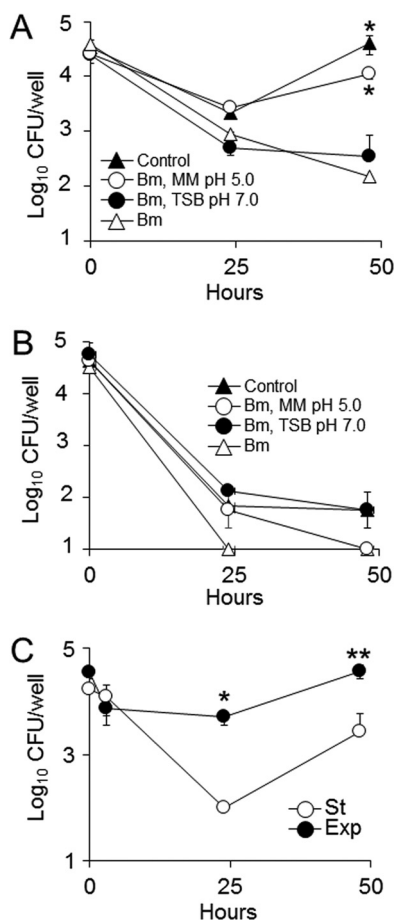 A
Log10 CFU/well
5
4
3
2
1
*
*
Control
Bm, MM pH 5.0
Bm, TSB pH 7.0
Bm
0
25
50
Hours
B
Log10 CFU/well
5
4
3
2
1
Control
Bm, MM pH 5.0
Bm, TSB pH 7.0
Bm
0
25
50
Hours
C
Log10 CFU/well
5
3
1
*
**
St
Exp
0
25
50
Hours